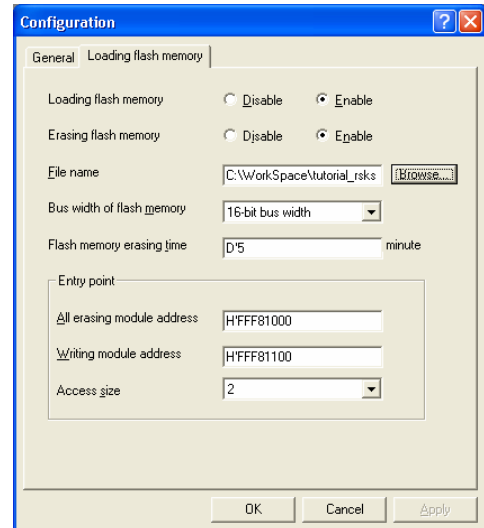 Configuration
General Loading flash memory
Loading flash memory Disable Enable
Erasing flash memory Disable Enable
File name C:\WorkSpace\tutorial_rsks Browse...
Bus width of flash memory 16-bit bus width
Flash memory erasing time D'5 minute
Entry point
All erasing module address H'FFF81000
Writing module address H'FFF81100
Access size 2
OK Cancel Apply